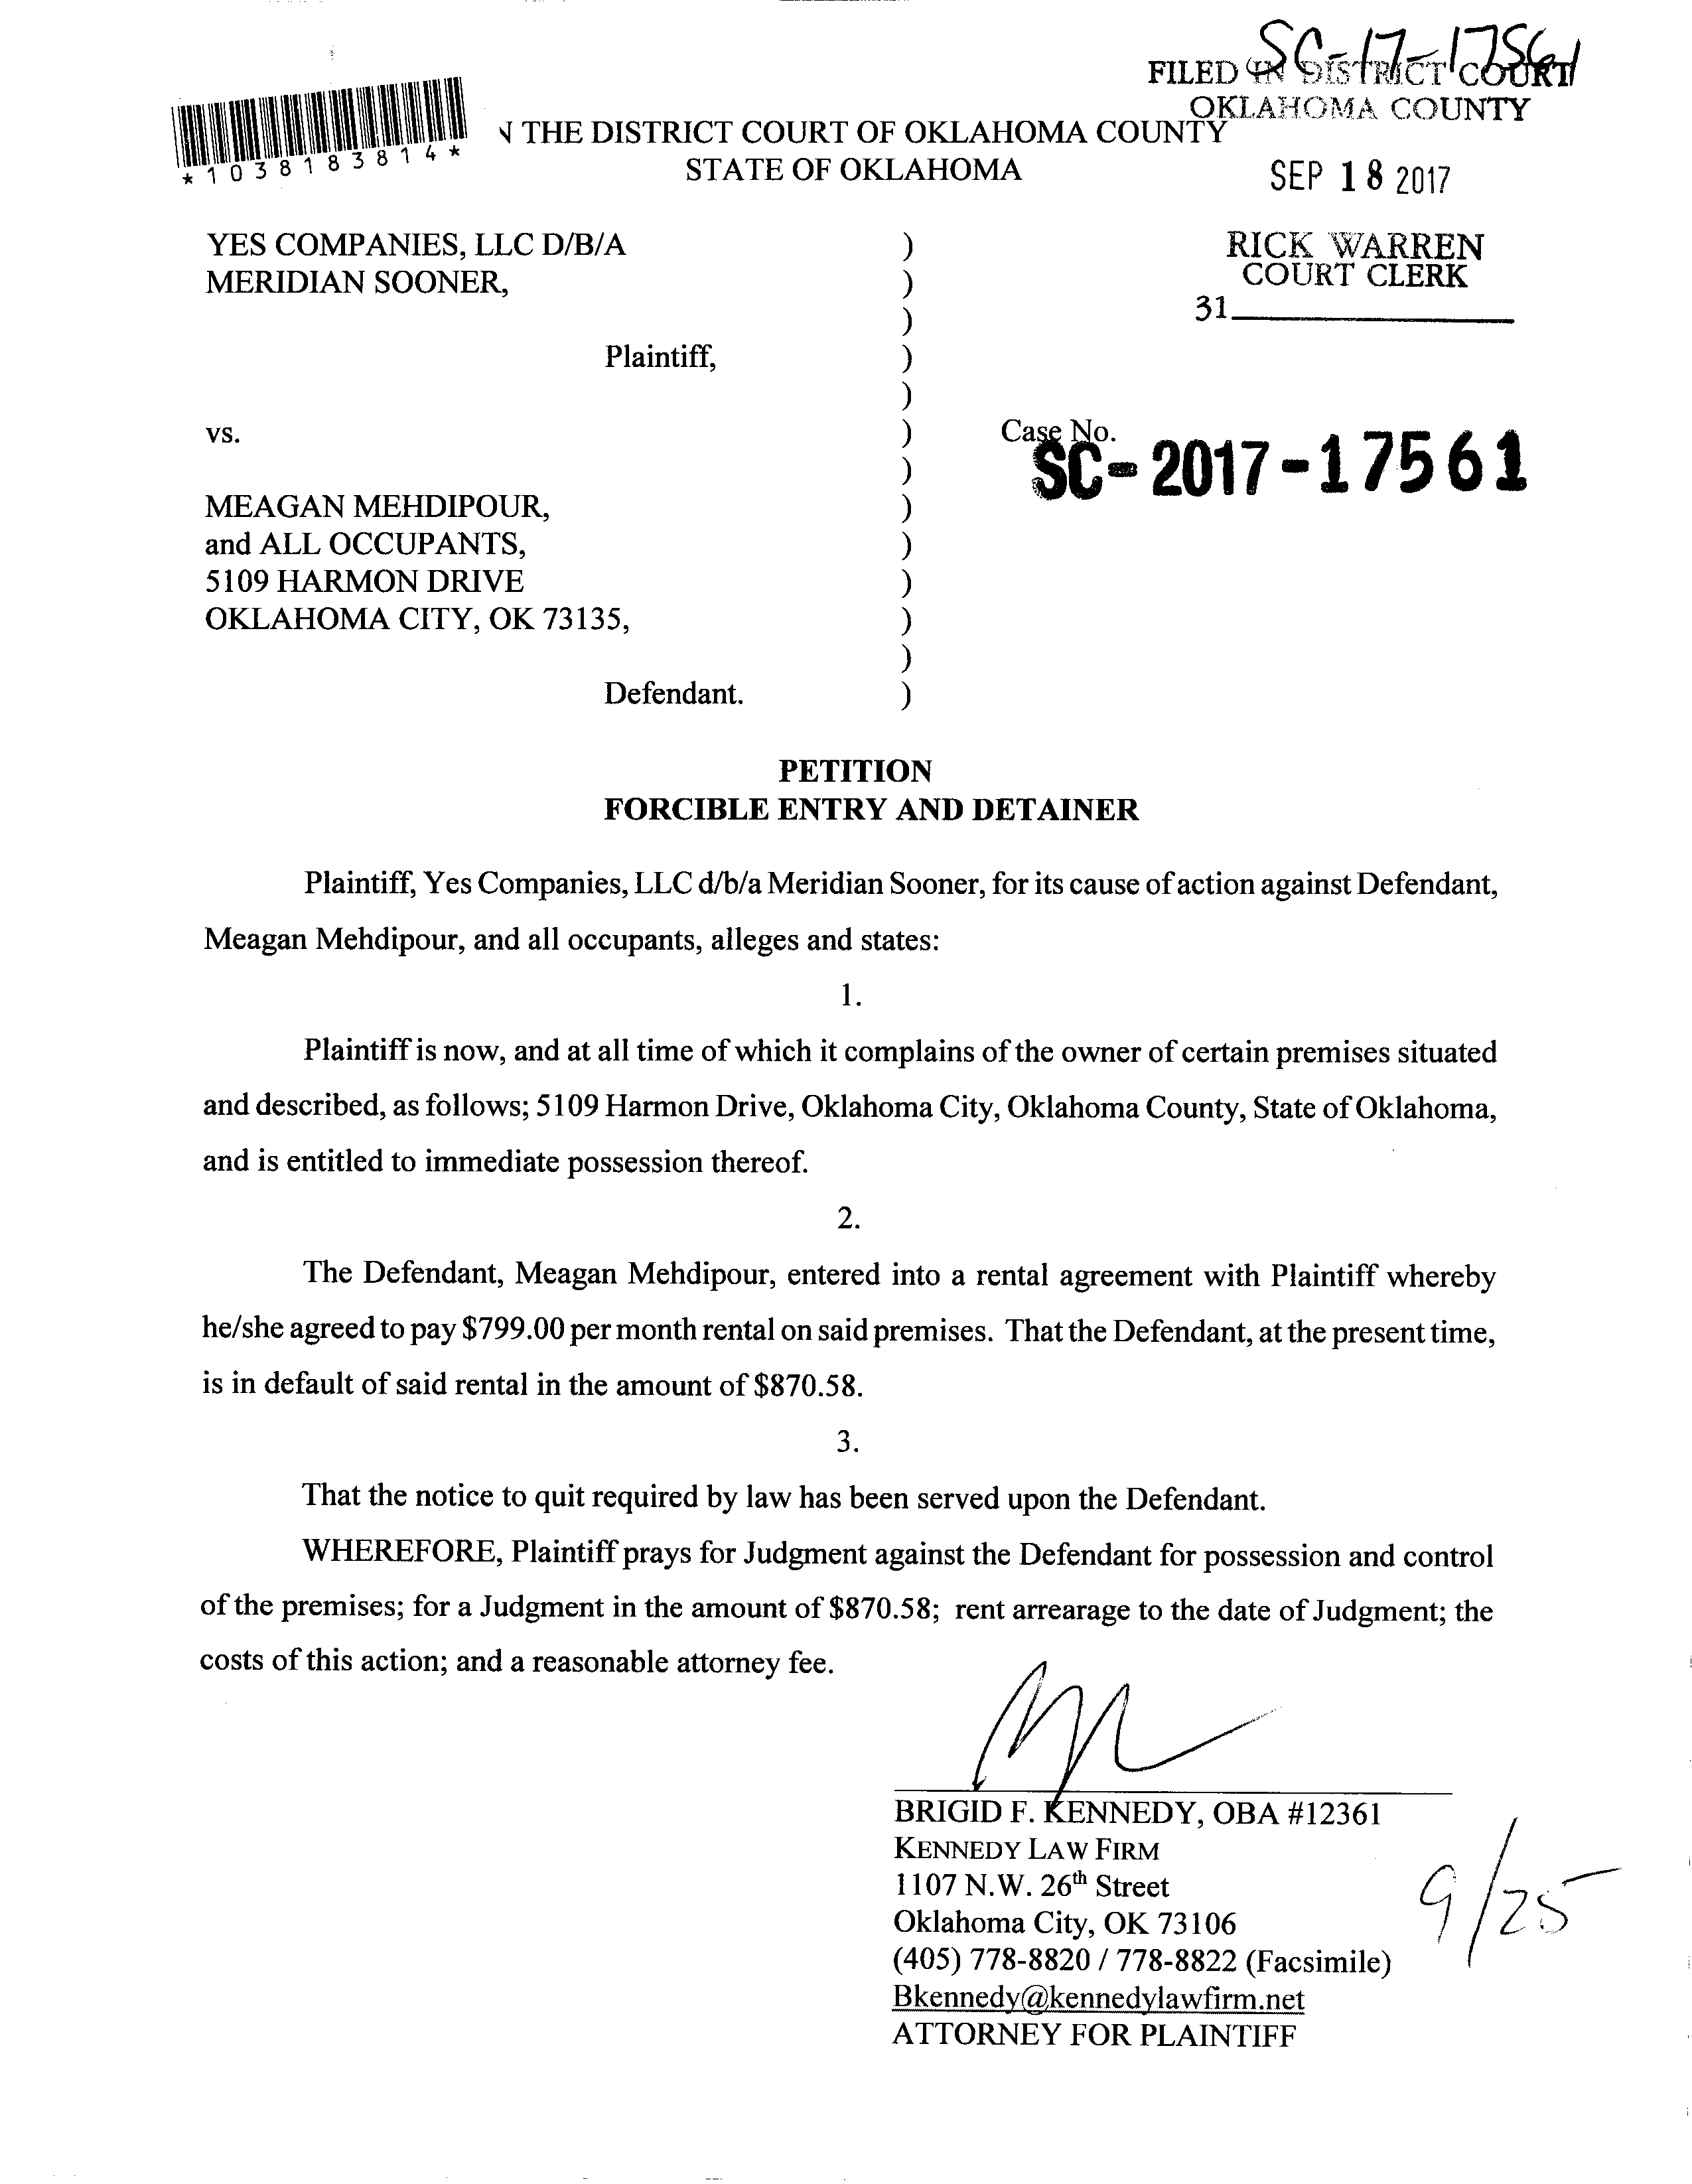 SC-17-17561
FILED IN DISTRICT COURT
OKLAHOMA COUNTY
*1038183814*
THE DISTRICT COURT OF OKLAHOMA COUNTY
STATE OF OKLAHOMA
SEP 18 2017
YES COMPANIES, LLC D/B/A )
RICK WARREN
MERIDIAN SOONER, )
COURT CLERK
)
31
Plaintiff, )
)
vs. )
Case No.
SC-2017-17561
)
MEAGAN MEHDIPOUR, )
and ALL OCCUPANTS, )
5109 HARMON DRIVE )
OKLAHOMA CITY, OK 73135, )
)
Defendant. )
PETITION
FORCIBLE ENTRY AND DETAINER
Plaintiff, Yes Companies, LLC d/b/a Meridian Sooner, for its cause of action against Defendant,
Meagan Mehdipour, and all occupants, alleges and states:
1.
Plaintiff is now, and at all time of which it complains of the owner of certain premises situated
and described, as follows; 5109 Harmon Drive, Oklahoma City, Oklahoma County, State of Oklahoma,
and is entitled to immediate possession thereof.
2.
The Defendant, Meagan Mehdipour, entered into a rental agreement with Plaintiff whereby
he/she agreed to pay $799.00 per month rental on said premises. That the Defendant, at the present time,
is in default of said rental in the amount of $870.58.
3.
That the notice to quit required by law has been served upon the Defendant.
WHEREFORE, Plaintiff prays for Judgment against the Defendant for possession and control
of the premises; for a Judgment in the amount of $870.58; rent arrearage to the date of Judgment; the
costs of this action; and a reasonable attorney fee.
BRIGID F. KENNEDY, OBA #12361
KENNEDY LAW FIRM
1107 N.W. 26th Street
Oklahoma City, OK 73106
(405) 778-8820 / 778-8822 (Facsimile)
Bkennedy@kennedylawfirm.net
ATTORNEY FOR PLAINTIFF
9/25